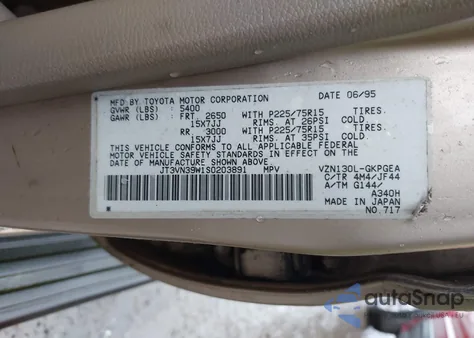 MFD.BY TOYOTA MOTOR CORPORATION DATE 06/95
GVWR (LBS) : 5400
GAWR (LBS) : FRT. 2650 WITH P225/75R15 TIRES.
15X7JJ RIMS. AT 26PSI COLD
RR. 3000 WITH P225/75R15 TIRES.
15X7JJ RIMS. AT 35PSI COLD
THIS VEHICLE CONFORMS TO ALL APPLICABLE FEDERAL
MOTOR VEHICLE SAFETY STANDARDS IN EFFECT ON THE
DATE OF MANUFACTURE SHOWN ABOVE.
JT3VN39W1S0203891 MPV VZN130L-GKPGEA
C/TR 4M4/JF44
A/TM G144/
A340H
MADE IN JAPAN
NO.717
autoSnap